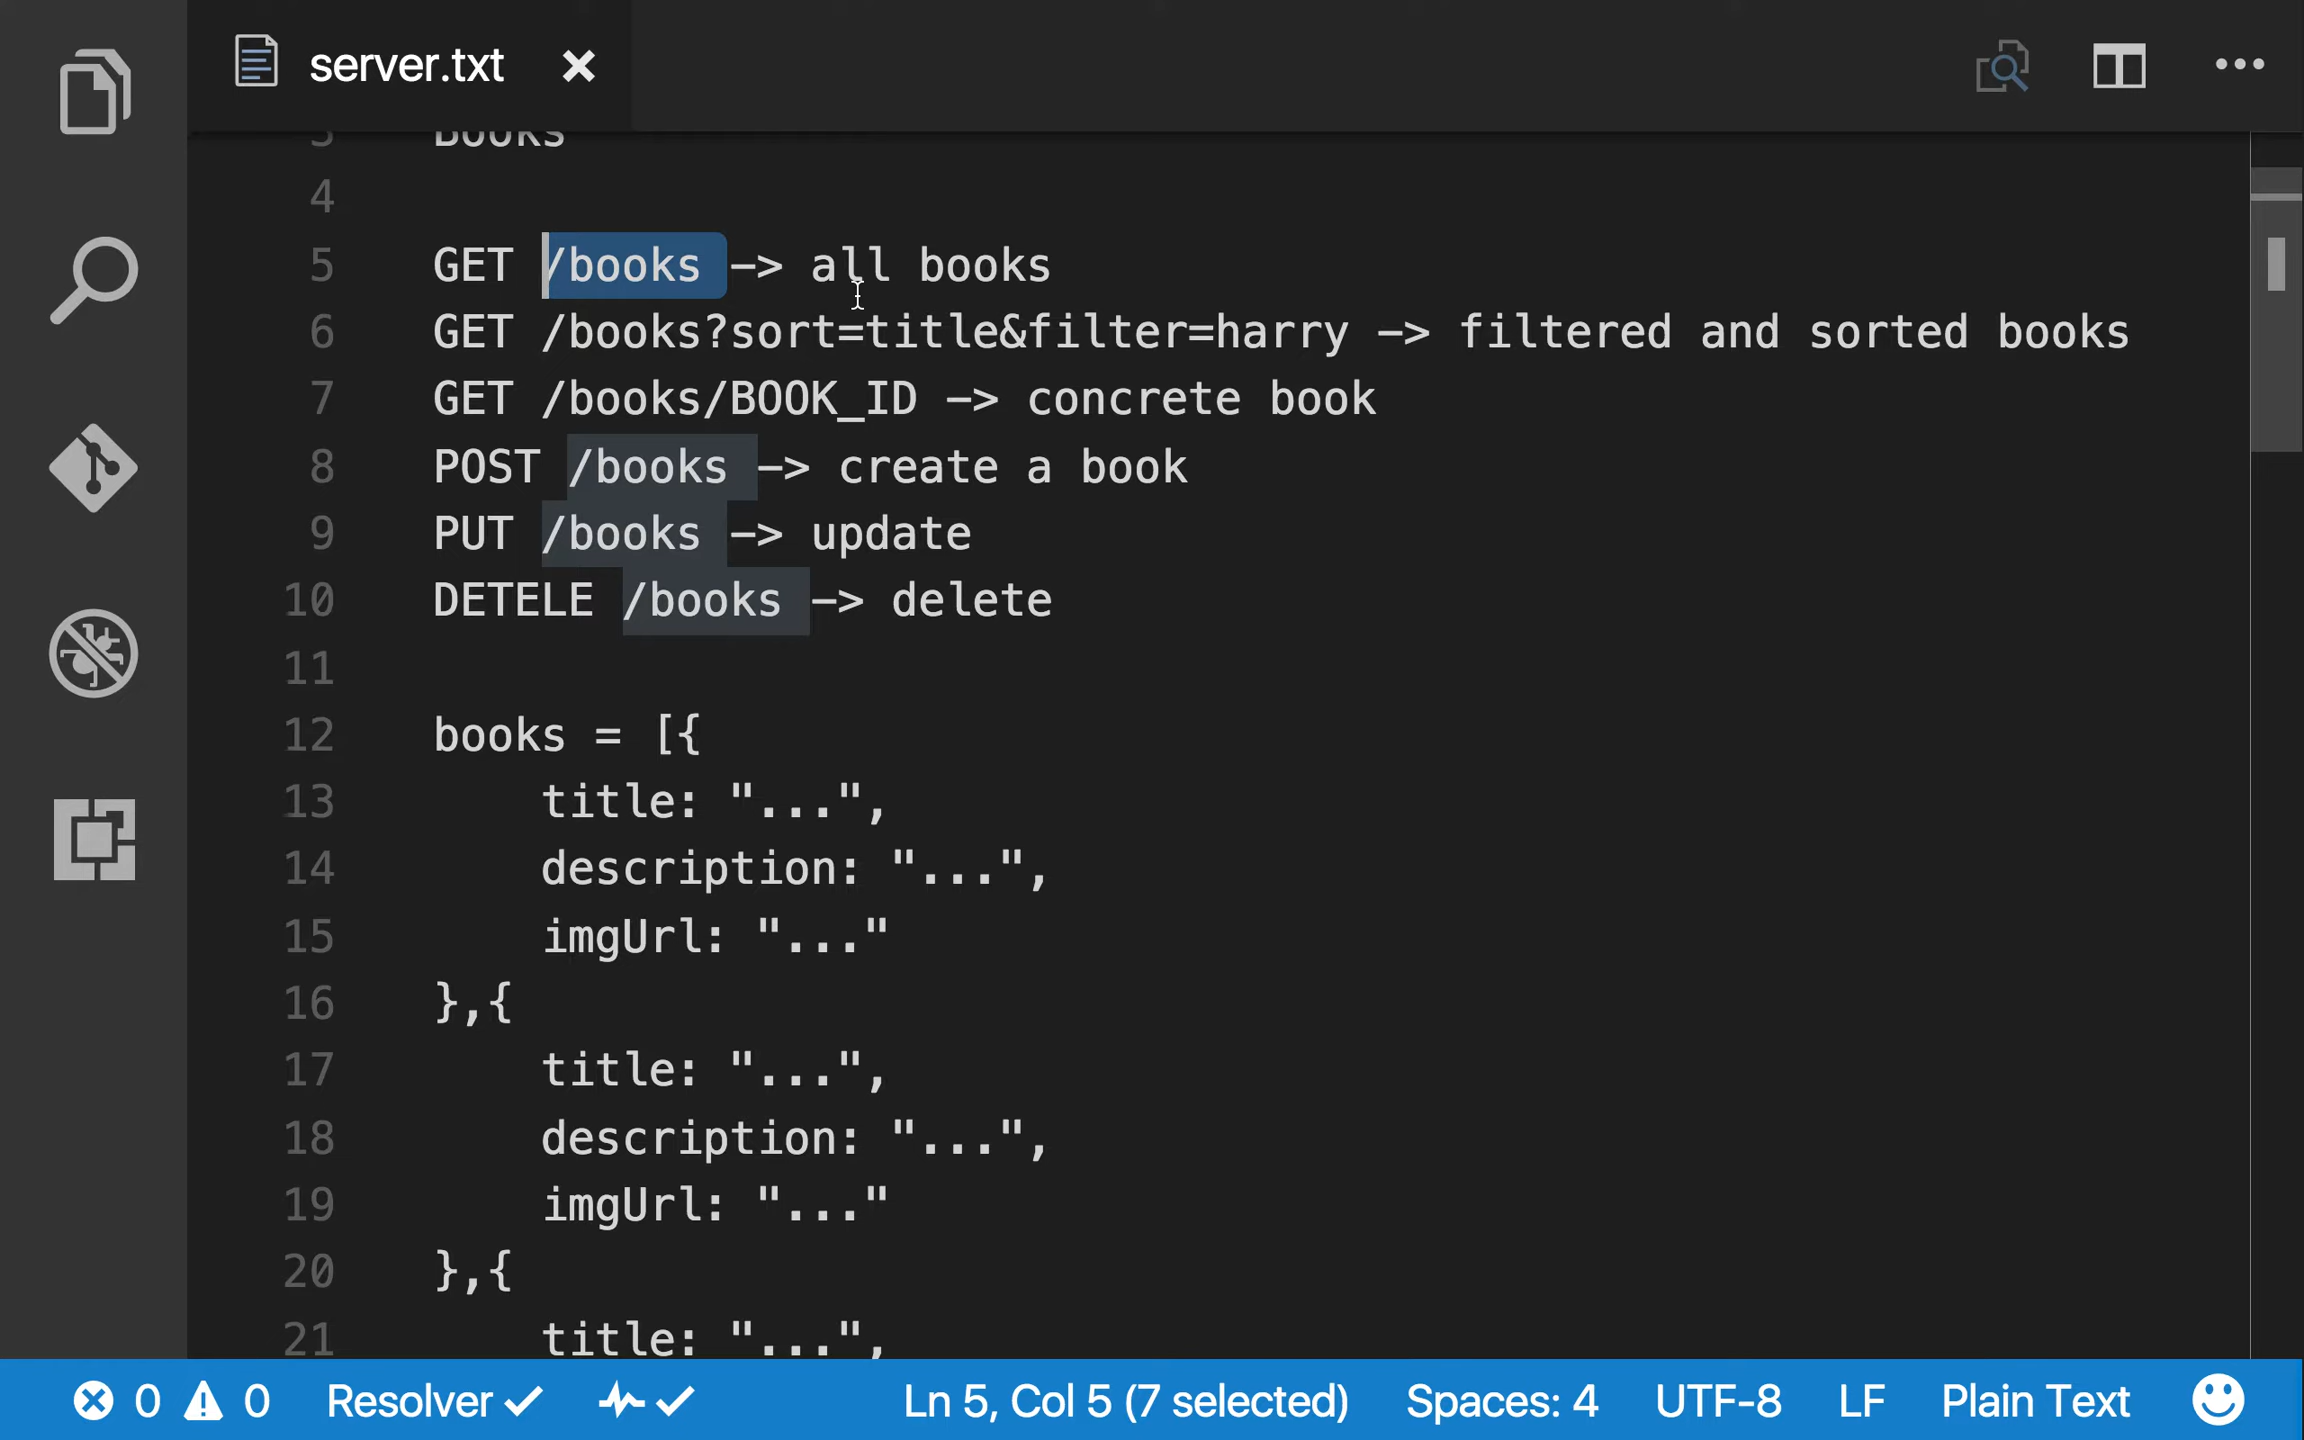 server.txt
3 BOOKS
4
5 GET /books -> all books
6 GET /books?sort=title&filter=harry -> filtered and sorted books
7 GET /books/BOOK_ID -> concrete book
8 POST /books -> create a book
9 PUT /books -> update
10 DETELE /books -> delete
11
12 books = [{
13 title: "...",
14 description: "...",
15 imgUrl: "..."
16 },{
17 title: "...",
18 description: "...",
19 imgUrl: "..."
20 },{
21 title: "...",
0 0 Resolver Ln 5, Col 5 (7 selected) Spaces: 4 UTF-8 LF Plain Text